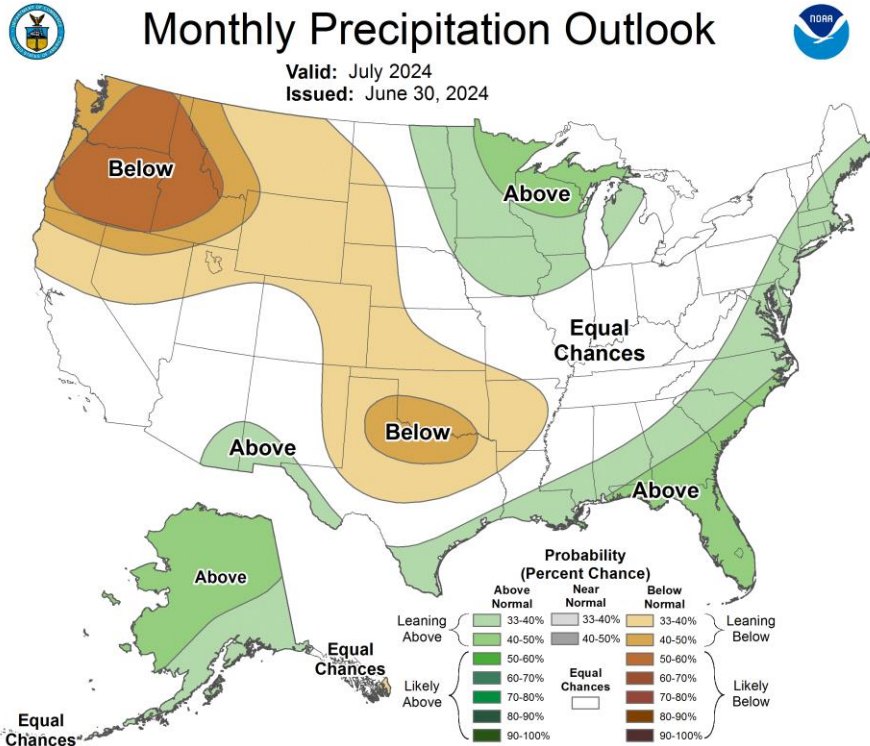 Monthly Precipitation Outlook
NOAA
Valid: July 2024
Issued: June 30, 2024
Below
Above
Equal
Chances
Below
Above
Above
Above
Equal
Chances
Equal
Chances
Probability
(Percent Chance)
Above
Normal
Near
Normal
Below
Normal
Leaning
Above
33-40%
33-40%
33-40%
Leaning
Below
40-50%
40-50%
40-50%
Likely
Above
50-60%
60-70%
70-80%
80-90%
90-100%
Equal
Chances
50-60%
60-70%
70-80%
80-90%
90-100%
Likely
Below